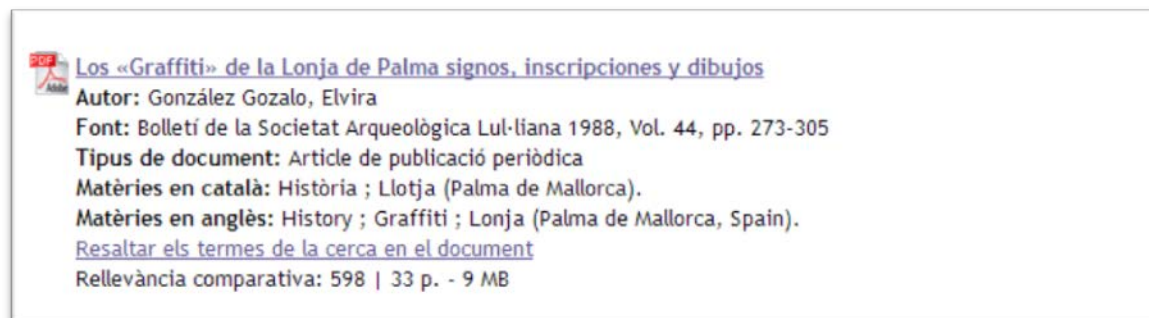 PDF
Adobe
Los «Graffiti» de la Lonja de Palma signos, inscripciones y dibujos
Autor: González Gozalo, Elvira
Font: Bolletí de la Societat Arqueològica Lul·liana 1988, Vol. 44, pp. 273-305
Tipus de document: Article de publicació periòdica
Matèries en català: Història ; Llotja (Palma de Mallorca).
Matèries en anglès: History ; Graffiti ; Lonja (Palma de Mallorca, Spain).
Resaltar els termes de la cerca en el document
Rellevància comparativa: 598 | 33 p. - 9 MB